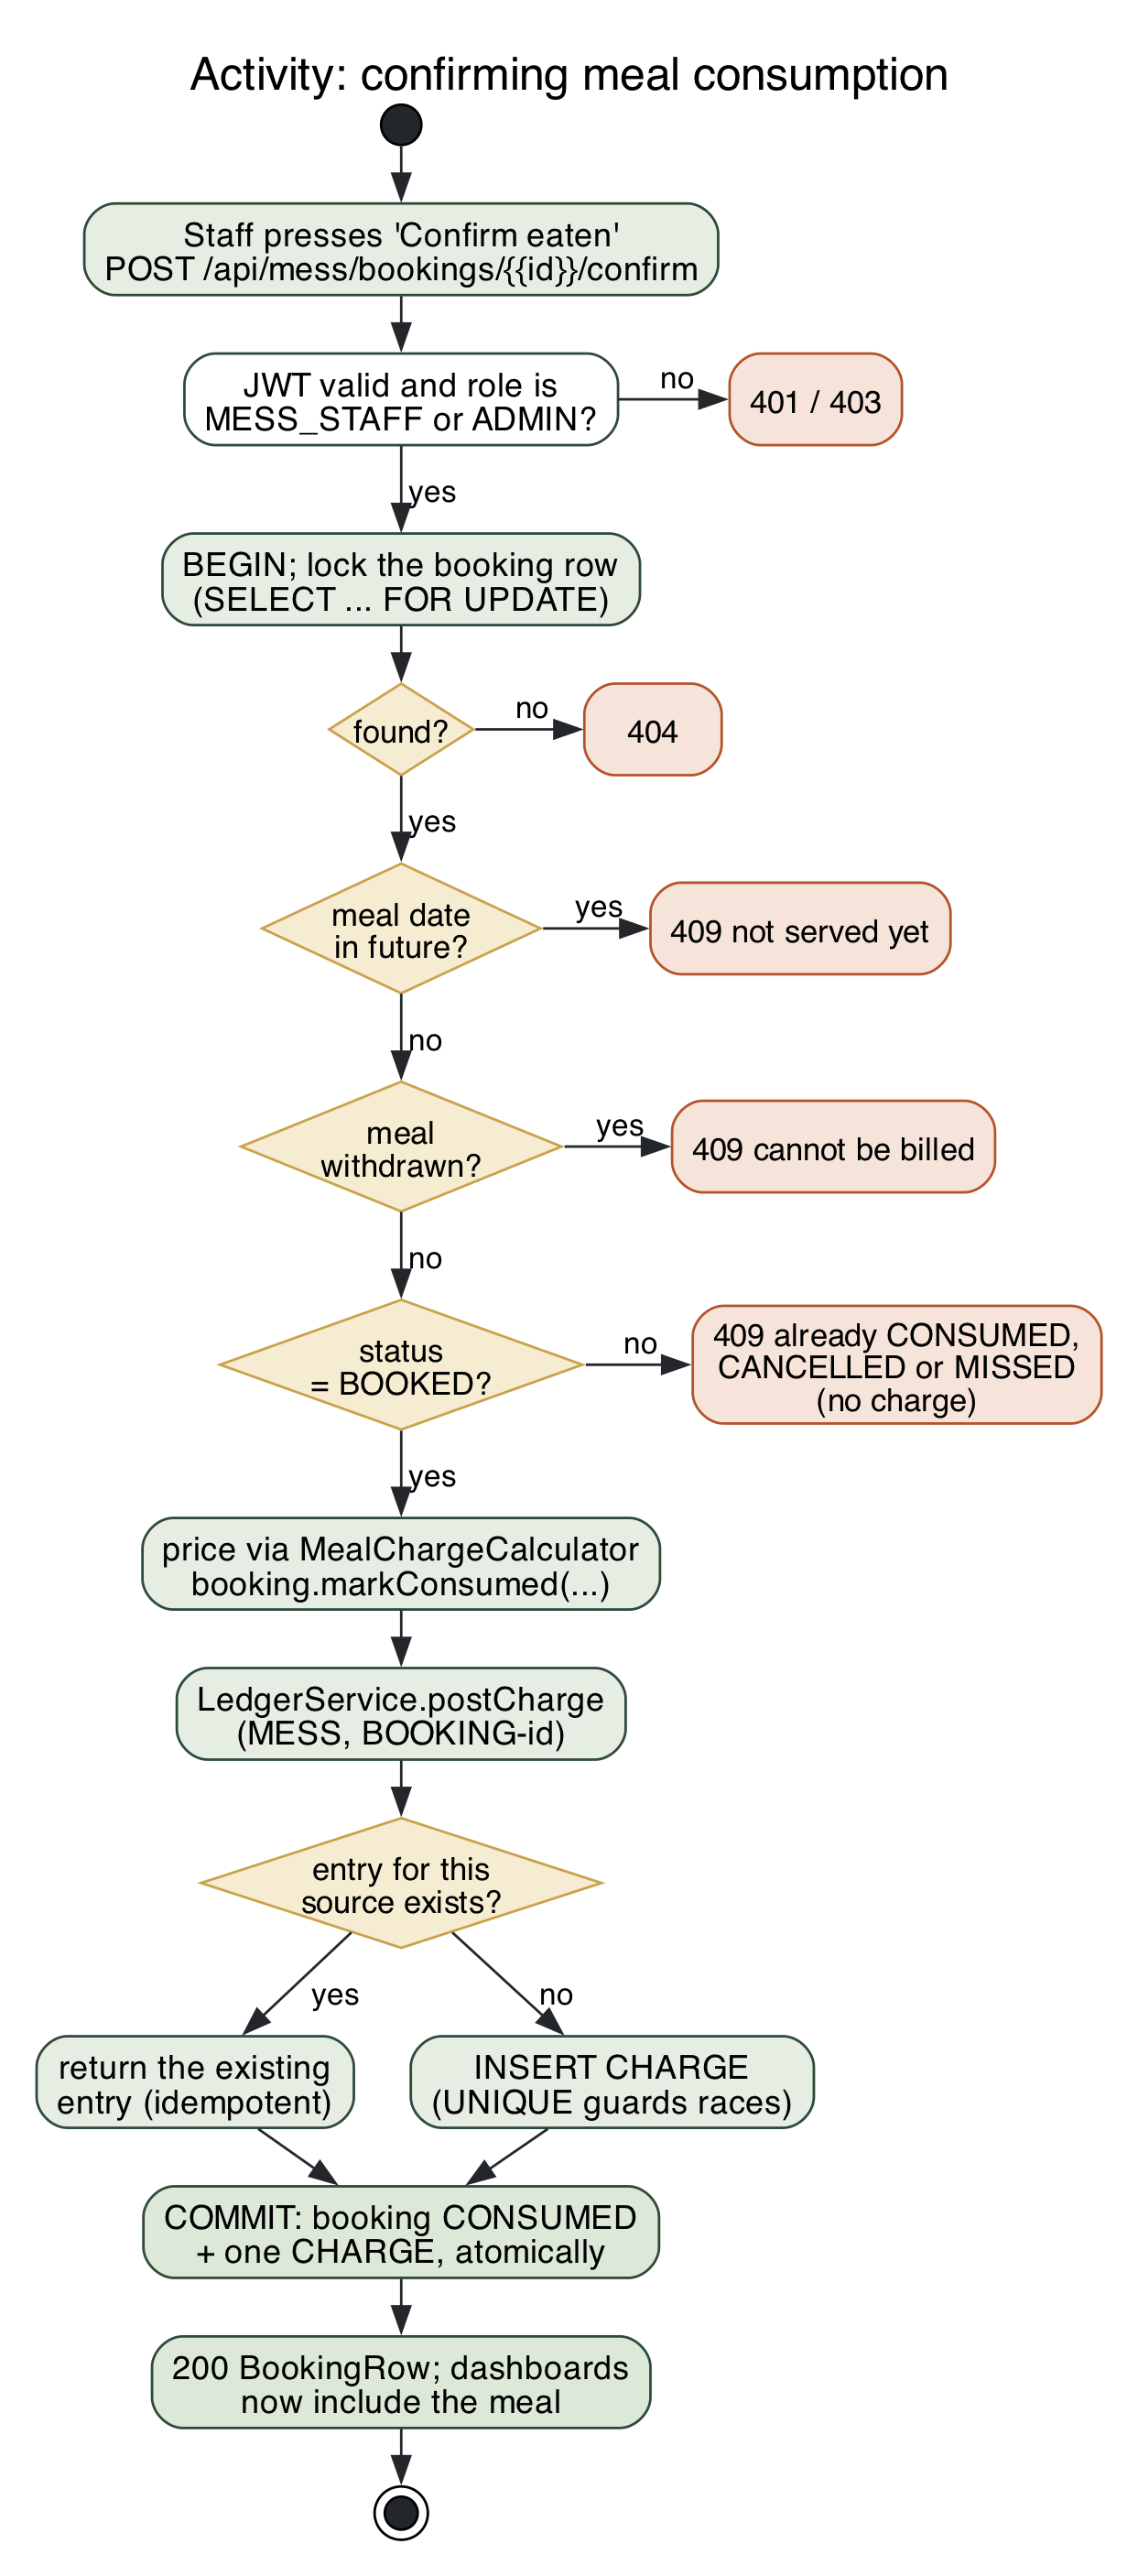 Activity: confirming meal consumption
Staff presses 'Confirm eaten'
POST /api/mess/bookings/{{id}}/confirm
JWT valid and role is
MESS_STAFF or ADMIN?
no
401 / 403
yes
BEGIN; lock the booking row
(SELECT ... FOR UPDATE)
found?
no
404
yes
meal date
in future?
yes
409 not served yet
no
meal
withdrawn?
yes
409 cannot be billed
no
status
= BOOKED?
no
409 already CONSUMED,
CANCELLED or MISSED
(no charge)
yes
price via MealChargeCalculator
booking.markConsumed(...)
LedgerService.postCharge
(MESS, BOOKING-id)
entry for this
source exists?
yes
no
return the existing
entry (idempotent)
INSERT CHARGE
(UNIQUE guards races)
COMMIT: booking CONSUMED
+ one CHARGE, atomically
200 BookingRow; dashboards
now include the meal